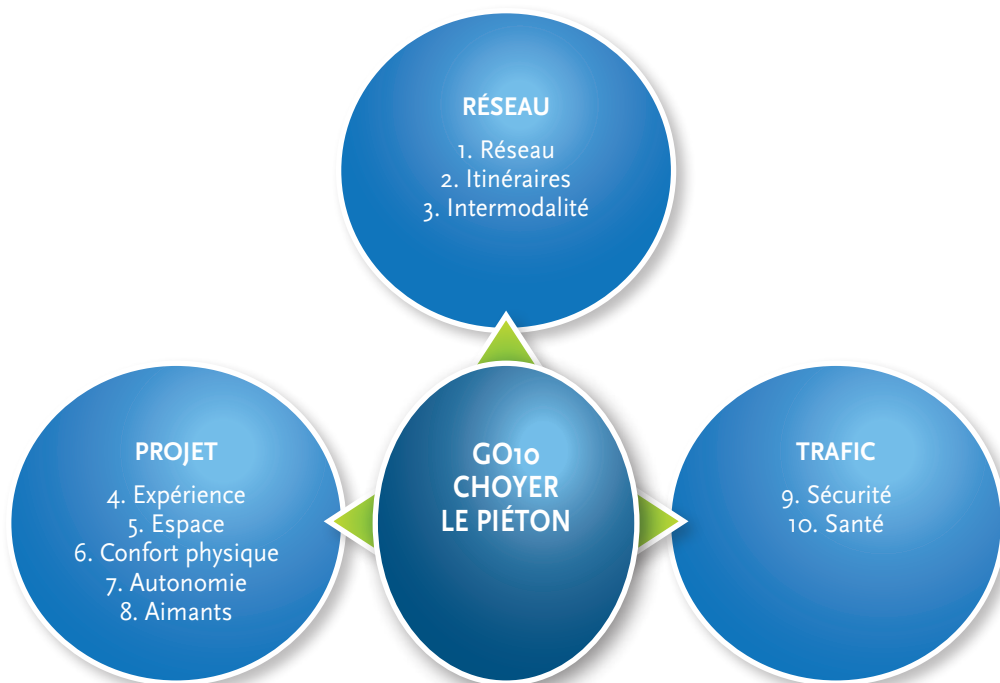 RÉSEAU
1. Réseau
2. Itinéraires
3. Intermodalité
PROJET
4. Expérience
5. Espace
6. Confort physique
7. Autonomie
8. Aimants
GO10
CHOYER
LE PIÉTON
TRAFIC
9. Sécurité
10. Santé